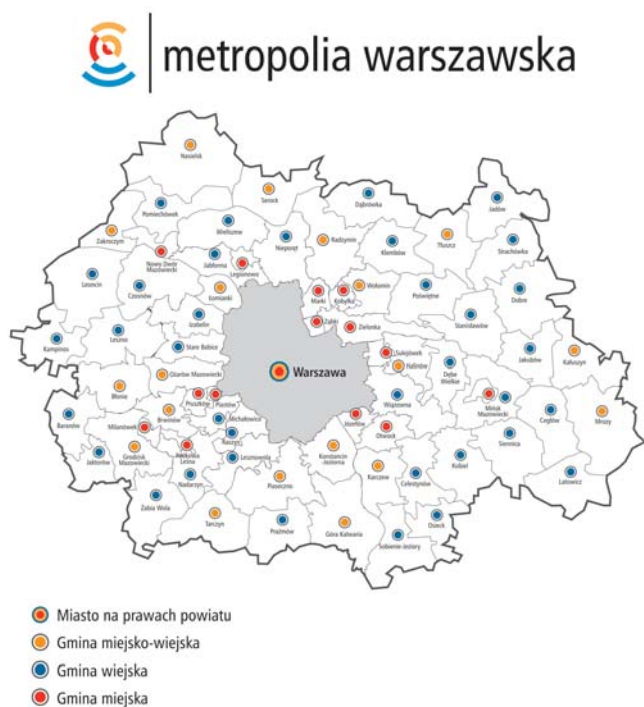 metropolia warszawska
Nasielsk
Serock
Dąbrówka
Jadów
Pomiechówek
Zakroczym
Wieliszew
Nieporęt
Radzymin
Klembów
Tłuszcz
Strachówka
Nowy Dwór
Mazowiecki
Jabłonna
Legionowo
Leoncin
Czosnów
Łomianki
Marki
Kobyłka
Wołomin
Poświętne
Dobre
Izabelin
Ząbki
Zielonka
Stanisławów
Kampinos
Leszno
Stare Babice
Sulejówek
Halinów
Dębe
Wielkie
Jakubów
Kałuszyn
Warszawa
Ożarów Mazowiecki
Błonie
Pruszków
Piastów
Wiązowna
Mińsk
Mazowiecki
Cegłów
Mrozy
Baranów
Brwinów
Michałowice
Józefów
Otwock
Milanówek
Raszyn
Siennica
Jaktorów
Grodzisk
Mazowiecki
Podkowa
Leśna
Nadarzyn
Lesznowola
Konstancin
-Jeziorna
Kołbiel
Piaseczno
Karczew
Celestynów
Latowicz
Żabia Wola
Tarczyn
Prażmów
Góra Kalwaria
Osieck
Sobienie-Jeziory
Miasto na prawach powiatu
Gmina miejsko-wiejska
Gmina wiejska
Gmina miejska